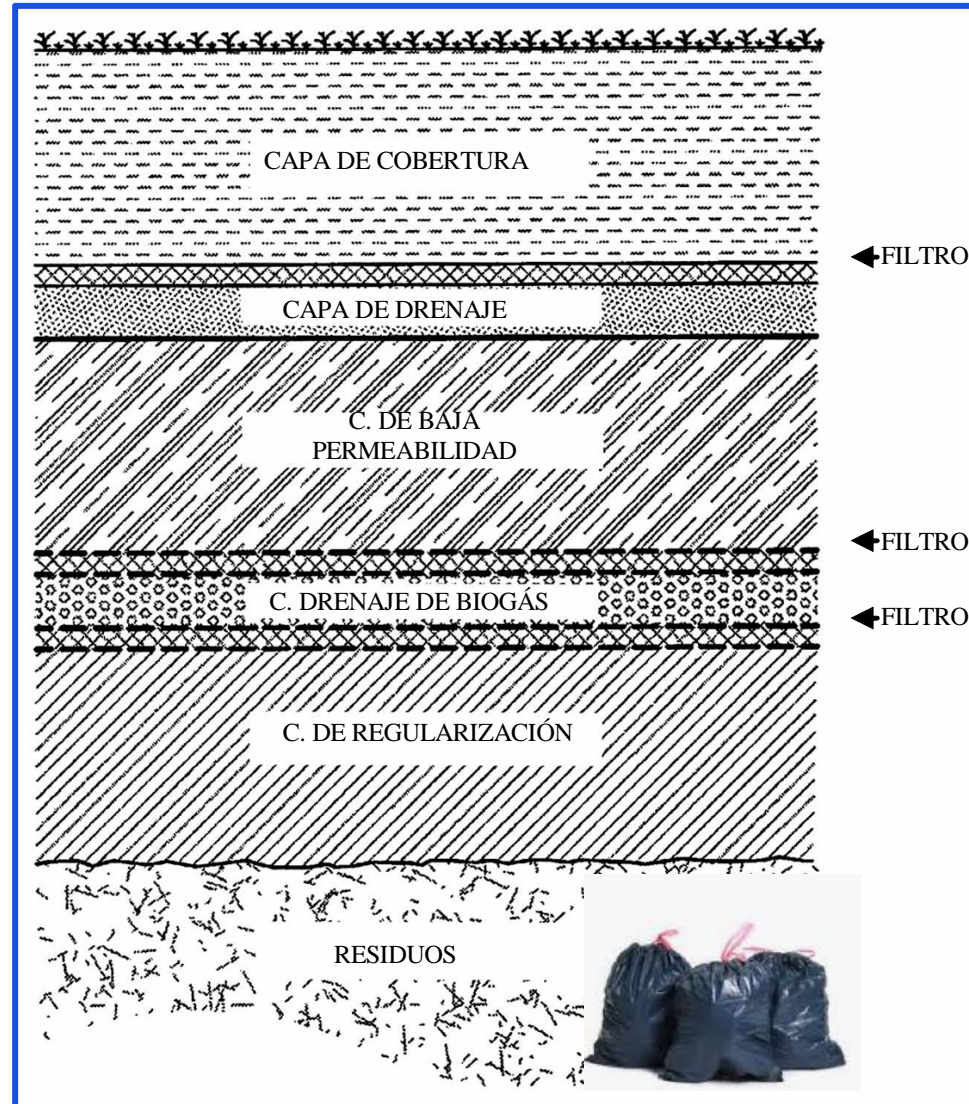 CAPA DE COBERTURA
FILTRO
CAPA DE DRENAJE
C. DE BAJA
PERMEABILIDAD
FILTRO
C. DRENAJE DE BIOGÁS
FILTRO
C. DE REGULARIZACIÓN
RESIDUOS